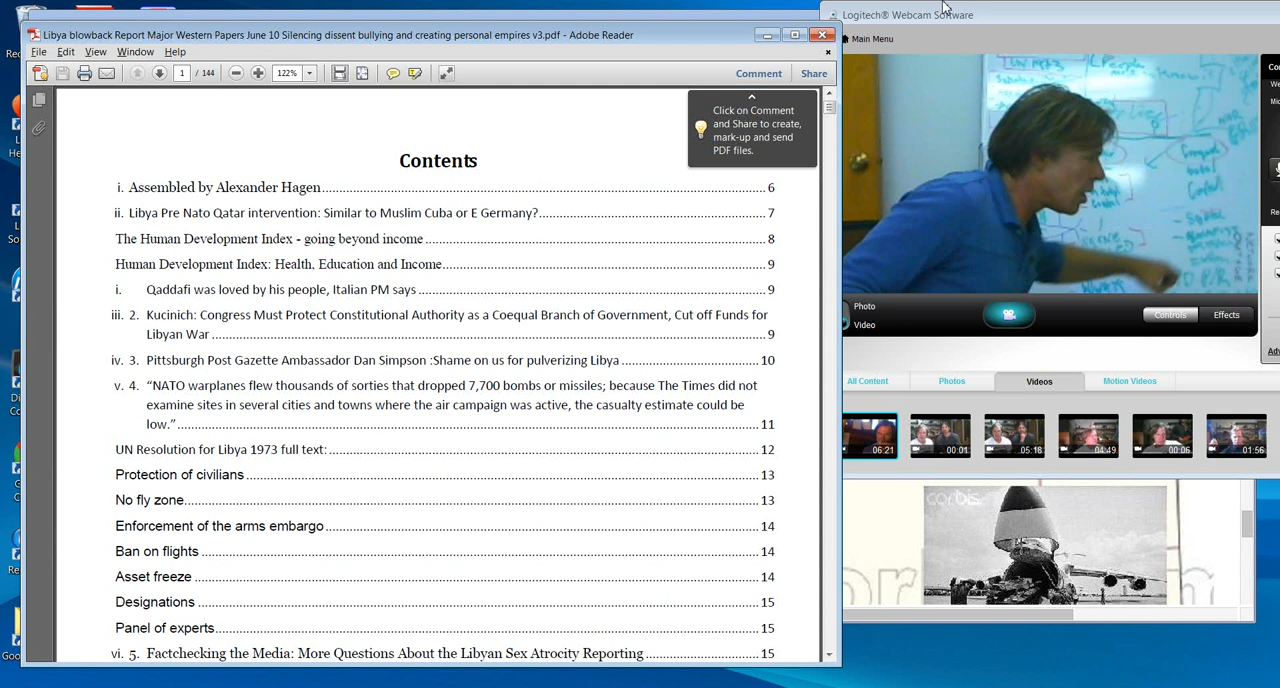 Libya blowback Report Major Western Papers June 10 Silencing dissent bullying and creating personal empires v3.pdf - Adobe Reader
File Edit View Window Help
1 / 144 122% Comment Share
Click on Comment
and Share to create,
mark-up and send
PDF files.
Contents
i. Assembled by Alexander Hagen 6
ii. Libya Pre Nato Qatar intervention: Similar to Muslim Cuba or E Germany? 7
The Human Development Index - going beyond income 8
Human Development Index: Health, Education and Income 9
i. Qaddafi was loved by his people, Italian PM says 9
iii. 2. Kucinich: Congress Must Protect Constitutional Authority as a Coequal Branch of Government, Cut off Funds for
Libyan War 9
iv. 3. Pittsburgh Post Gazette Ambassador Dan Simpson :Shame on us for pulverizing Libya 10
v. 4. “NATO warplanes flew thousands of sorties that dropped 7,700 bombs or missiles; because The Times did not
examine sites in several cities and towns where the air campaign was active, the casualty estimate could be
low.” 11
UN Resolution for Libya 1973 full text: 12
Protection of civilians 13
No fly zone 13
Enforcement of the arms embargo 14
Ban on flights 14
Asset freeze 14
Designations 15
Panel of experts 15
vi. 5. Factchecking the Media: More Questions About the Libyan Sex Atrocity Reporting 15
Logitech® Webcam Software
Main Menu
Photo
Video
Controls Effects
All Content Photos Videos Motion Videos
06:21 00:01 05:18 04:49 00:06 01:56
corbis